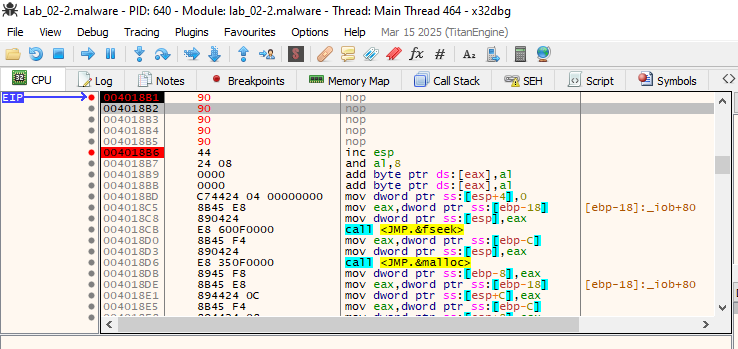 Lab_02-2.malware - PID: 640 - Module: lab_02-2.malware - Thread: Main Thread 464 - x32dbg
File View Debug Tracing Plugins Favourites Options Help Mar 15 2025 (TitanEngine)
CPU Log Notes Breakpoints Memory Map Call Stack SEH Script Symbols
EIP 004018B1 90 nop
004018B2 90 nop
004018B3 90 nop
004018B4 90 nop
004018B5 90 nop
004018B6 44 inc esp
004018B7 24 08 and al,8
004018B9 0000 add byte ptr ds:[eax],al
004018BB 0000 add byte ptr ds:[eax],al
004018BD C74424 04 00000000 mov dword ptr ss:[esp+4],0
004018C5 8B45 E8 mov eax,dword ptr ss:[ebp-18] [ebp-18]:_iob+80
004018C8 890424 mov dword ptr ss:[esp],eax
004018CB E8 600F0000 call <JMP.&fseek>
004018D0 8B45 F4 mov eax,dword ptr ss:[ebp-C]
004018D3 890424 mov dword ptr ss:[esp],eax
004018D6 E8 350F0000 call <JMP.&malloc>
004018DB 8945 F8 mov dword ptr ss:[ebp-8],eax
004018DE 8B45 E8 mov eax,dword ptr ss:[ebp-18] [ebp-18]:_iob+80
004018E1 894424 0C mov dword ptr ss:[esp+C],eax
004018E5 8B45 F4 mov eax,dword ptr ss:[ebp-C]